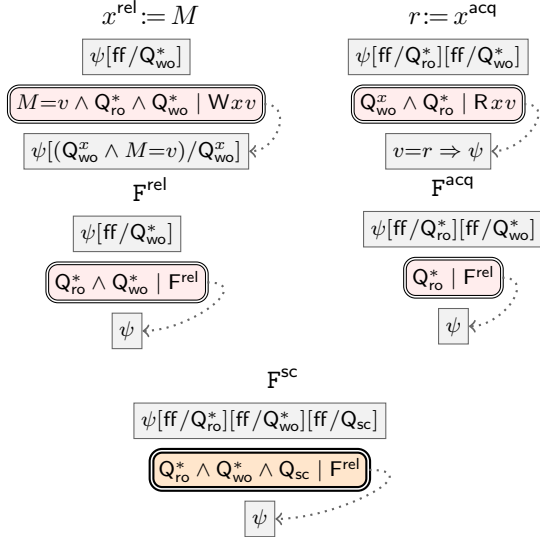 x^rel := M
ψ[ff/Q*_wo]
M=v ∧ Q*_ro ∧ Q*_wo | W x v
ψ[(Q^x_wo ∧ M=v)/Q^x_wo]
r := x^acq
ψ[ff/Q*_ro][ff/Q*_wo]
Q^x_wo ∧ Q*_ro | R x v
v=r ⇒ ψ
F^rel
ψ[ff/Q*_wo]
Q*_ro ∧ Q*_wo | F^rel
ψ
F^acq
ψ[ff/Q*_ro][ff/Q*_wo]
Q*_ro | F^rel
ψ
F^sc
ψ[ff/Q*_ro][ff/Q*_wo][ff/Q_sc]
Q*_ro ∧ Q*_wo ∧ Q_sc | F^rel
ψ